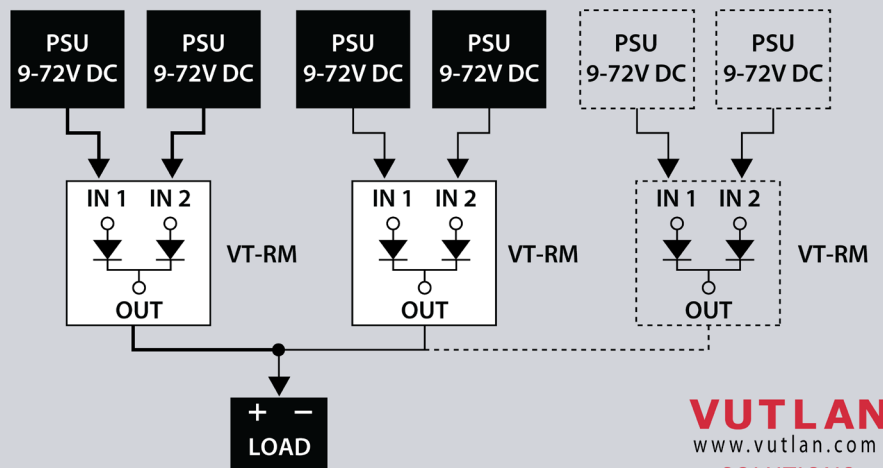 PSU
9-72V DC
PSU
9-72V DC
PSU
9-72V DC
PSU
9-72V DC
PSU
9-72V DC
PSU
9-72V DC
IN 1 IN 2
OUT
VT-RM
IN 1 IN 2
OUT
VT-RM
IN 1 IN 2
OUT
VT-RM
+ −
LOAD
VUTLAN
www.vutlan.com